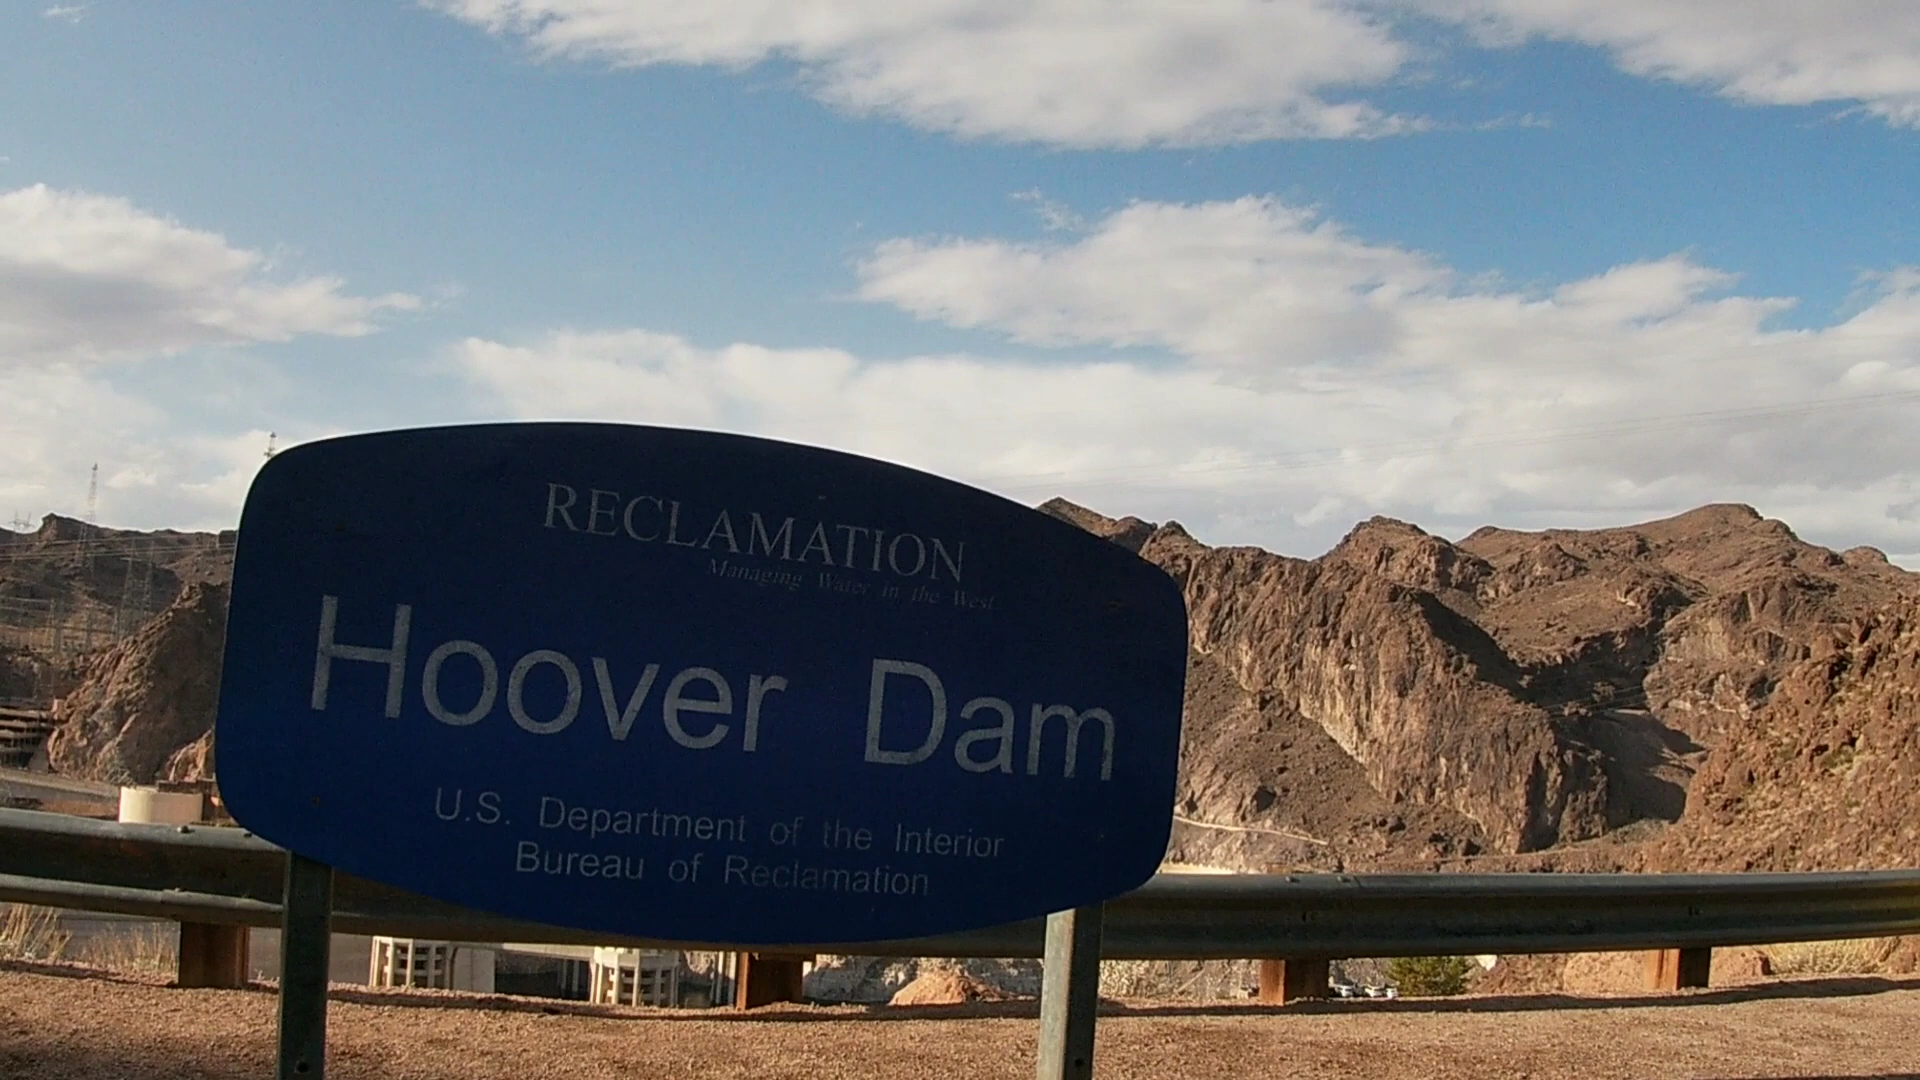 RECLAMATION
Managing Water in the West
Hoover Dam
U.S. Department of the Interior
Bureau of Reclamation